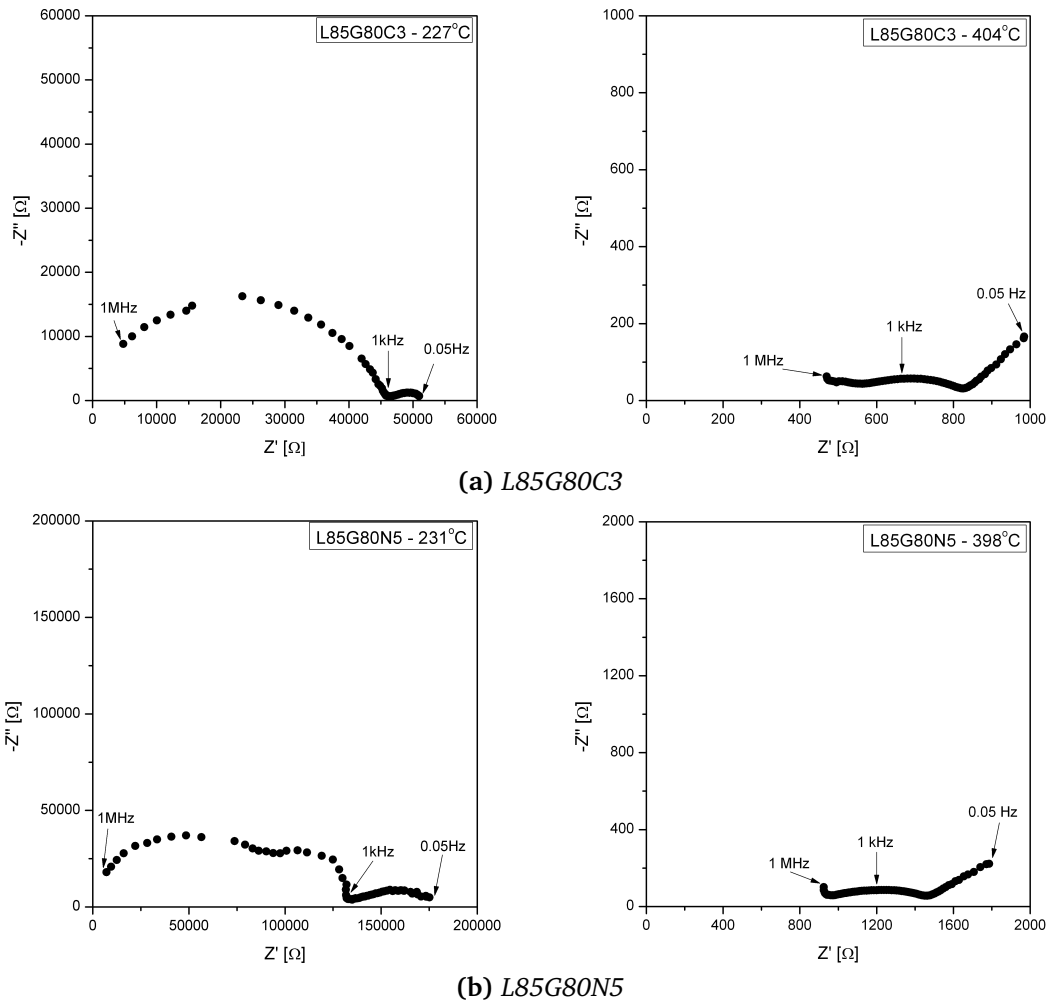 L85G80C3 - 227°C
60000
50000
40000
30000
20000
10000
0
-Z" [Ω]
1MHz
1kHz
0.05Hz
0 10000 20000 30000 40000 50000 60000
Z' [Ω]
L85G80C3 - 404°C
1000
800
600
400
200
0
-Z" [Ω]
1 MHz
1 kHz
0.05 Hz
0 200 400 600 800 1000
Z' [Ω]
(a) L85G80C3
L85G80N5 - 231°C
200000
150000
100000
50000
0
-Z" [Ω]
1MHz
1kHz
0.05Hz
0 50000 100000 150000 200000
Z' [Ω]
L85G80N5 - 398°C
2000
1600
1200
800
400
0
-Z" [Ω]
1 MHz
1 kHz
0.05 Hz
0 400 800 1200 1600 2000
Z' [Ω]
(b) L85G80N5